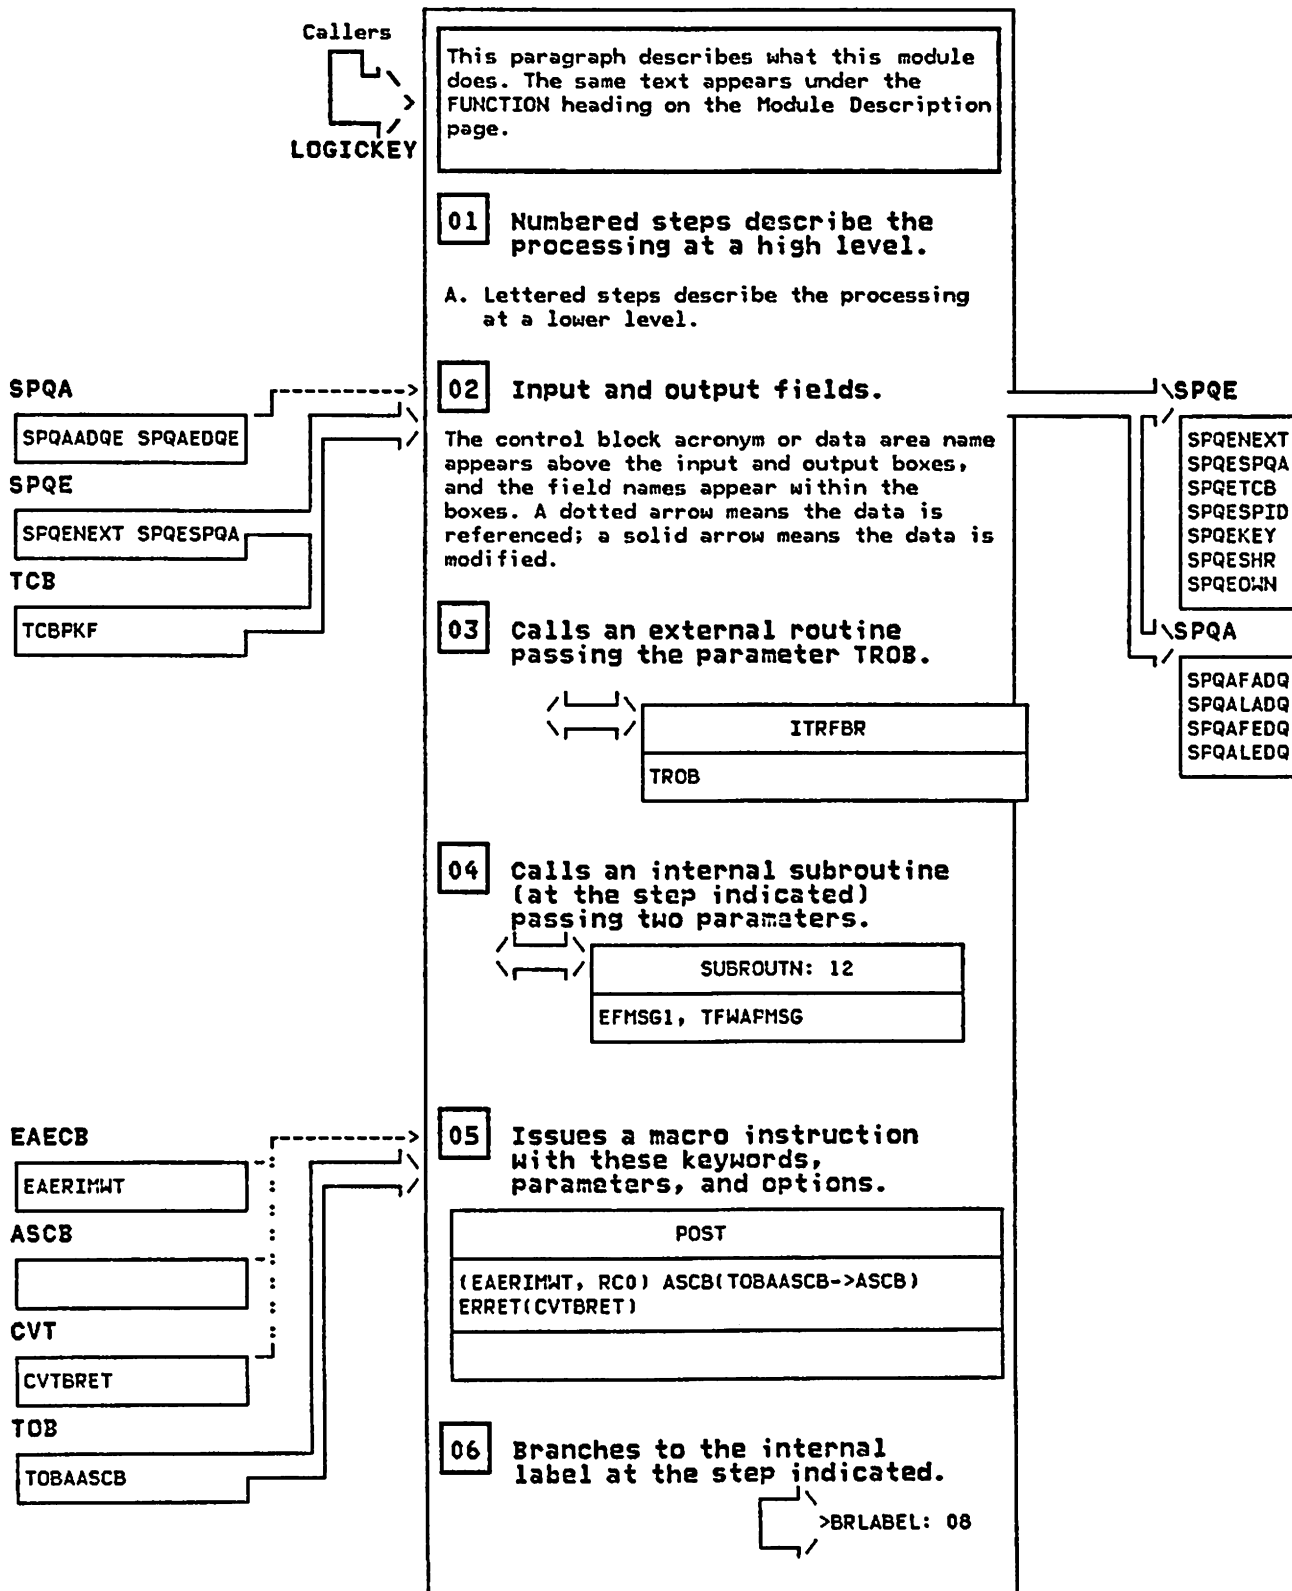 Callers
LOGICKEY
This paragraph describes what this module
does. The same text appears under the
FUNCTION heading on the Module Description
page.
01 Numbered steps describe the
processing at a high level.
A. Lettered steps describe the processing
at a lower level.
SPQA
SPQAADQE SPQAEDQE
SPQE
SPQENEXT SPQESPQA
TCB
TCBPKF
02 Input and output fields.
The control block acronym or data area name
appears above the input and output boxes,
and the field names appear within the
boxes. A dotted arrow means the data is
referenced; a solid arrow means the data is
modified.
SPQE
SPQENEXT
SPQESPQA
SPQETCB
SPQESPID
SPQEKEY
SPQESHR
SPQEOWN
SPQA
SPQAFADQ
SPQALADQ
SPQAFEDQ
SPQALEDQ
03 Calls an external routine
passing the parameter TROB.
ITRFBR
TROB
04 Calls an internal subroutine
(at the step indicated)
passing two parameters.
SUBROUTN: 12
EFMSG1, TFWAPMSG
EAECB
EAERIMWT
ASCB
CVT
CVTBRET
TOB
TOBAASCB
05 Issues a macro instruction
with these keywords,
parameters, and options.
POST
(EAERIMWT, RC0) ASCB(TOBAASCB->ASCB)
ERRET(CVTBRET)
06 Branches to the internal
label at the step indicated.
>BRLABEL: 08